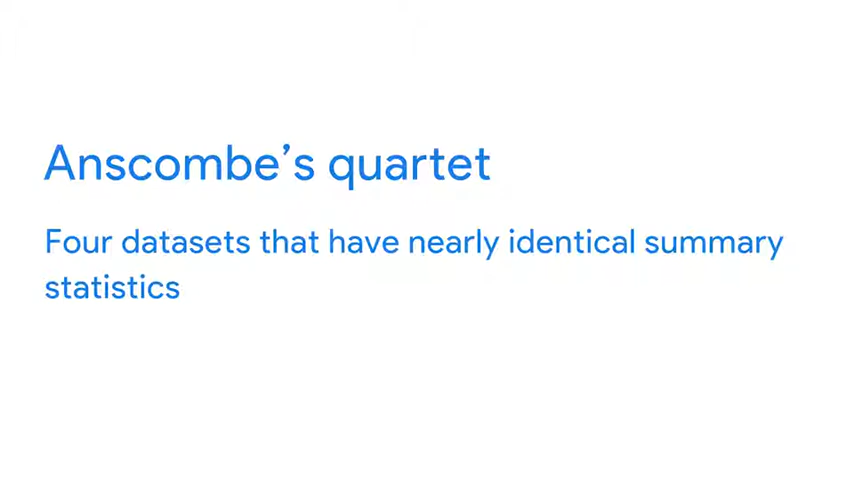 Anscombe’s quartet
Four datasets that have nearly identical summary
statistics